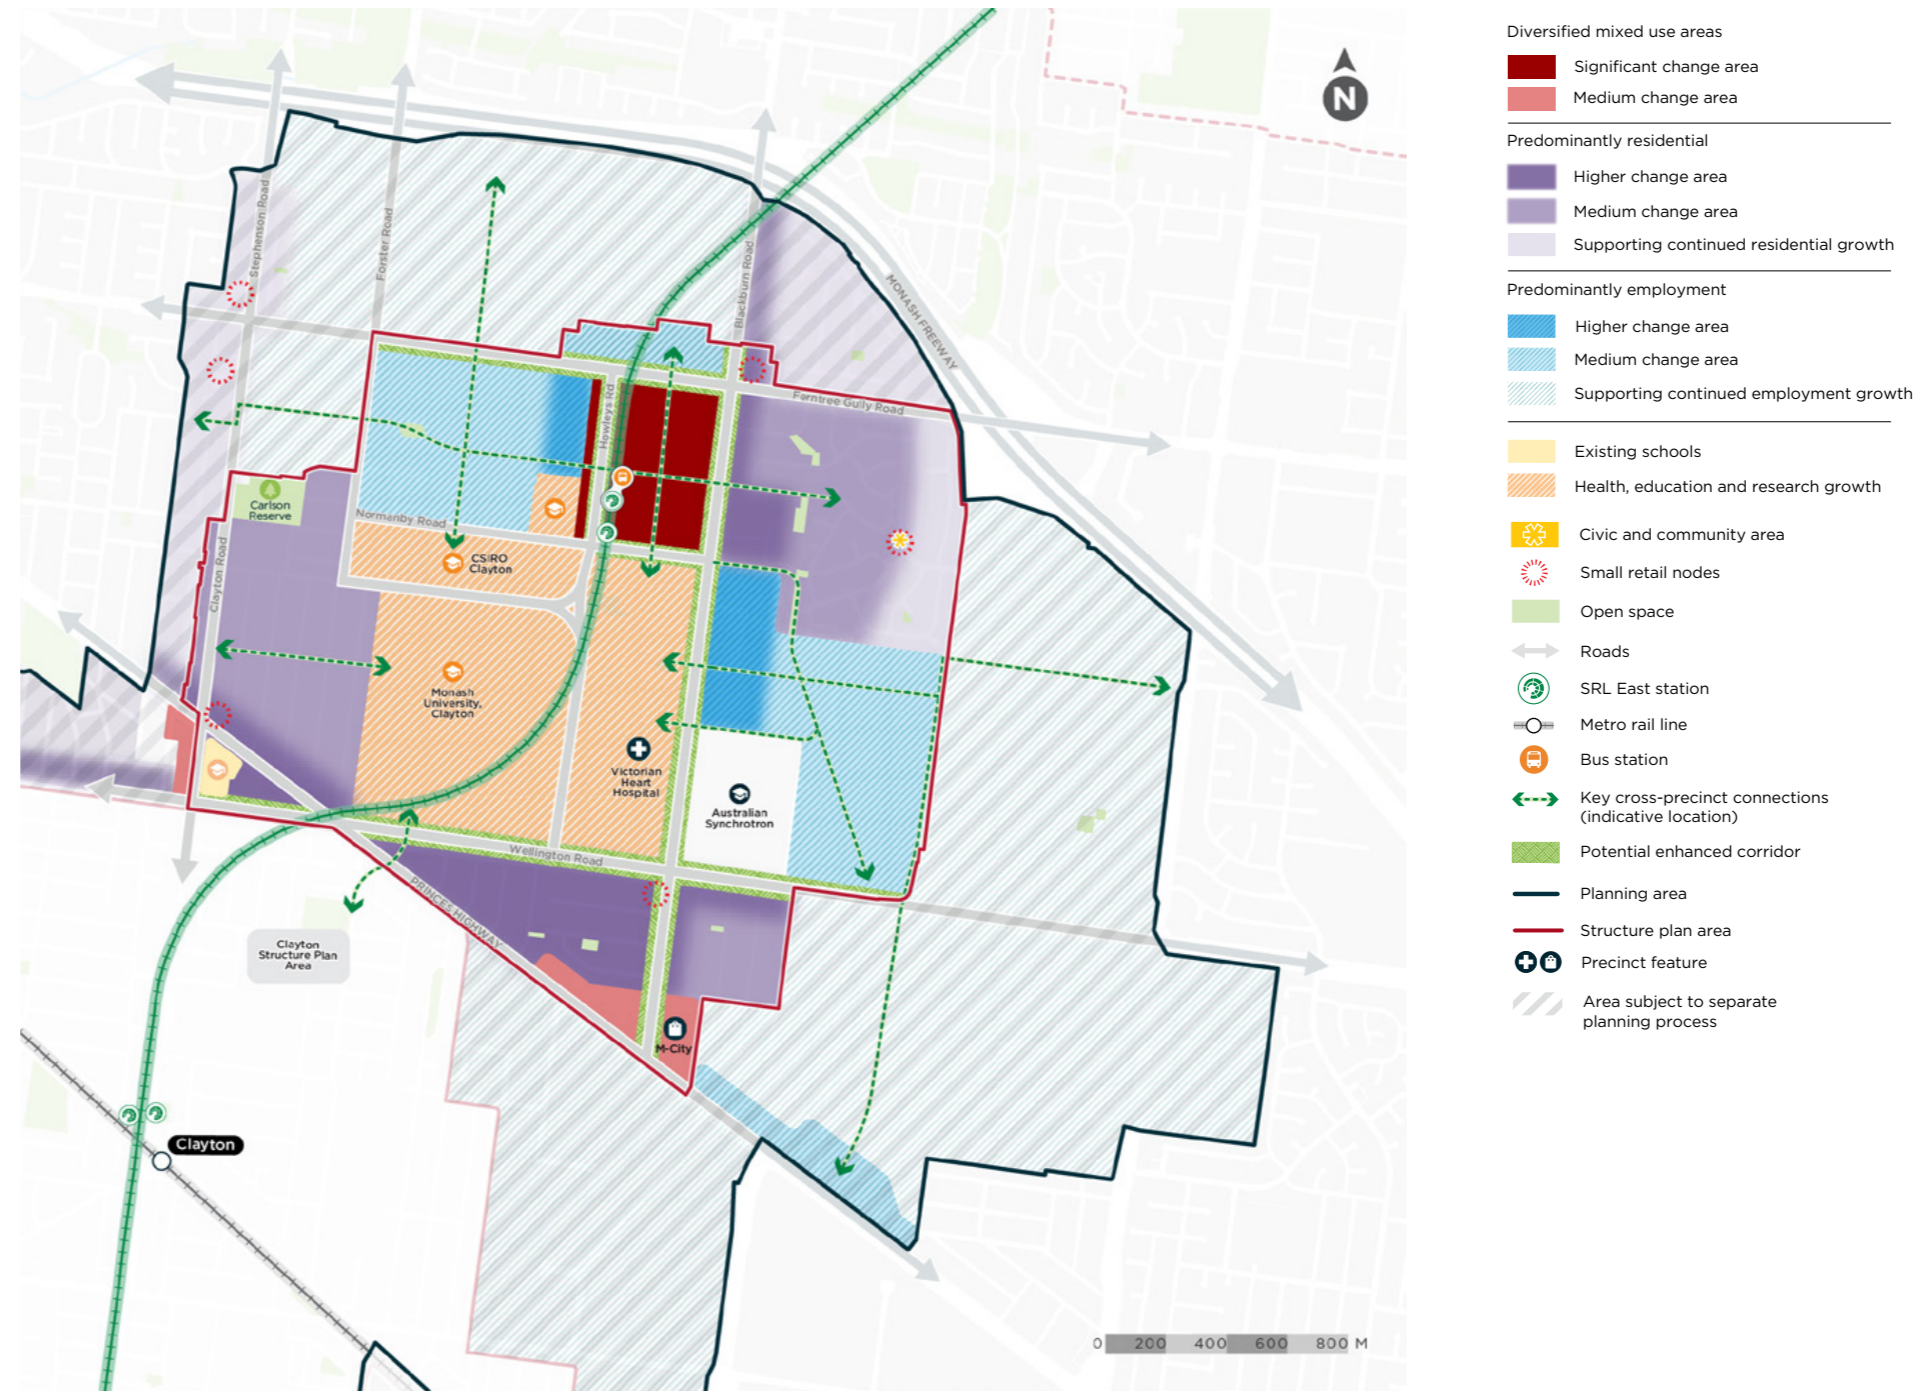 Stephenson Road
Forster Road
Blackburn Road
MONASH FREEWAY
N
Ferntree Gully Road
Howleys Rd
Carlson
Reserve
Normanby Road
CSIRO
Clayton
Clayton Road
Monash
University,
Clayton
Victorian
Heart
Hospital
Australian
Synchrotron
Wellington Road
PRINCES HIGHWAY
Clayton
Structure Plan
Area
M-City
Clayton
0 200 400 600 800 M
Diversified mixed use areas
Significant change area
Medium change area
Predominantly residential
Higher change area
Medium change area
Supporting continued residential growth
Predominantly employment
Higher change area
Medium change area
Supporting continued employment growth
Existing schools
Health, education and research growth
Civic and community area
Small retail nodes
Open space
Roads
SRL East station
Metro rail line
Bus station
Key cross-precinct connections
(indicative location)
Potential enhanced corridor
Planning area
Structure plan area
Precinct feature
Area subject to separate
planning process